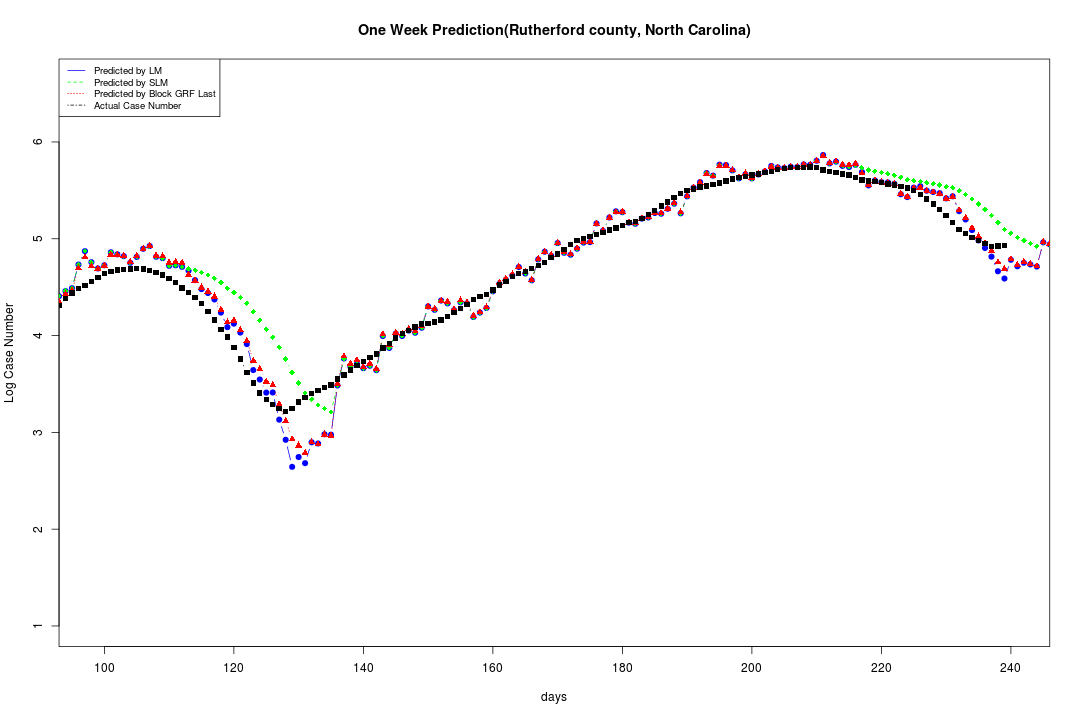 One Week Prediction(Rutherford county, North Carolina)
Predicted by LM
Predicted by SLM
Predicted by Block GRF Last
Actual Case Number
6
5
4
3
2
1
Log Case Number
100 120 140 160 180 200 220 240
days